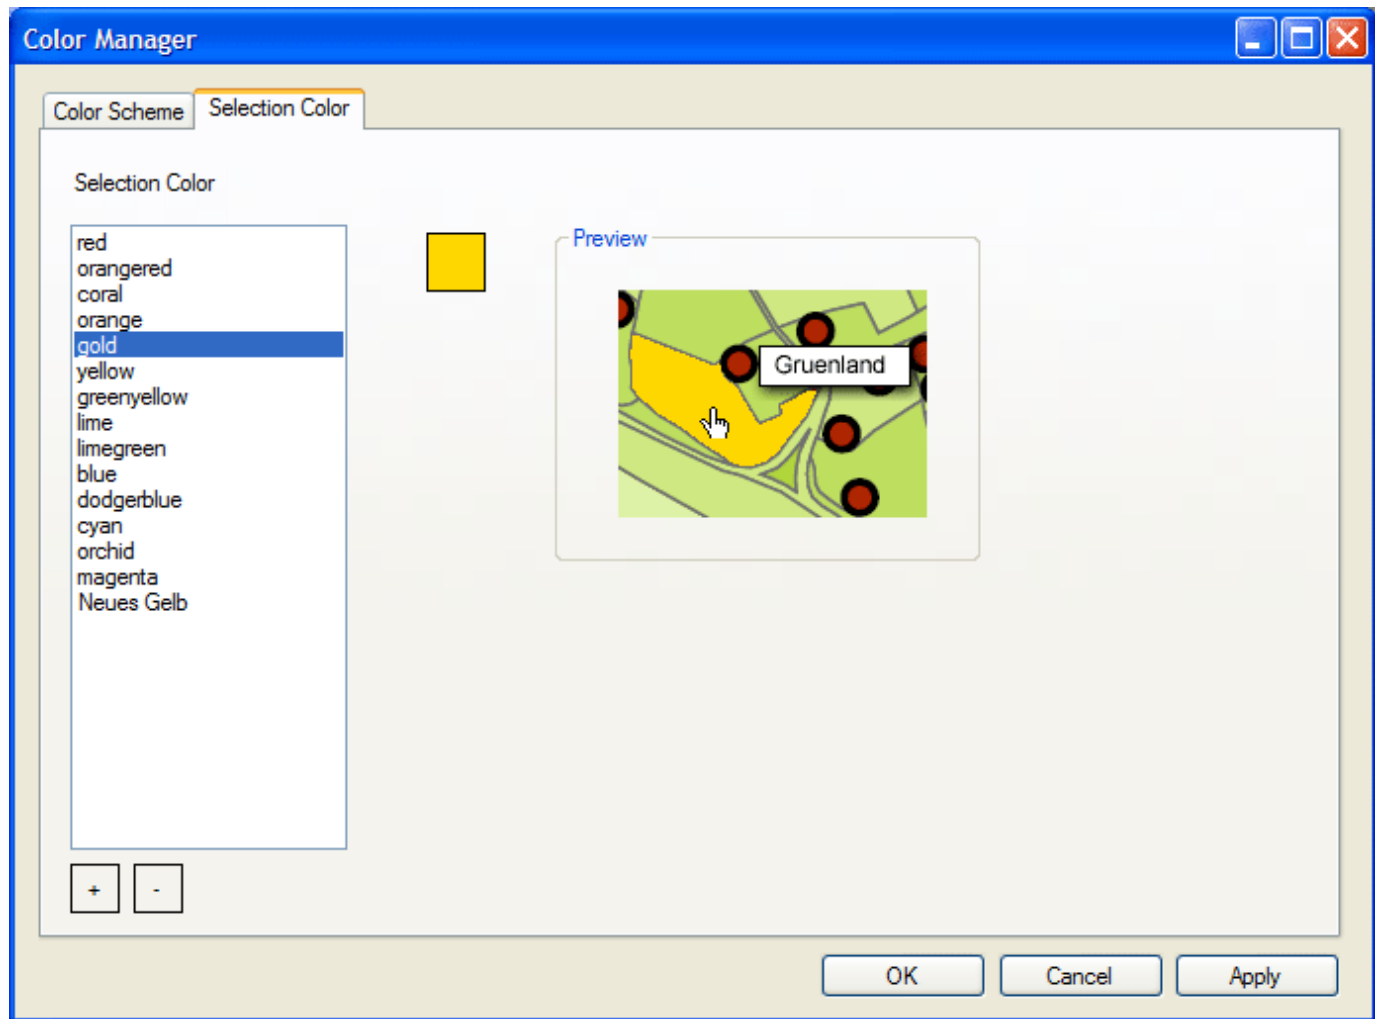 Color Manager
Color Scheme
Selection Color
Selection Color
red
orangered
coral
orange
gold
yellow
greenyellow
lime
limegreen
blue
dodgerblue
cyan
orchid
magenta
Neues Gelb
+ -
Preview
Gruenland
OK
Cancel
Apply